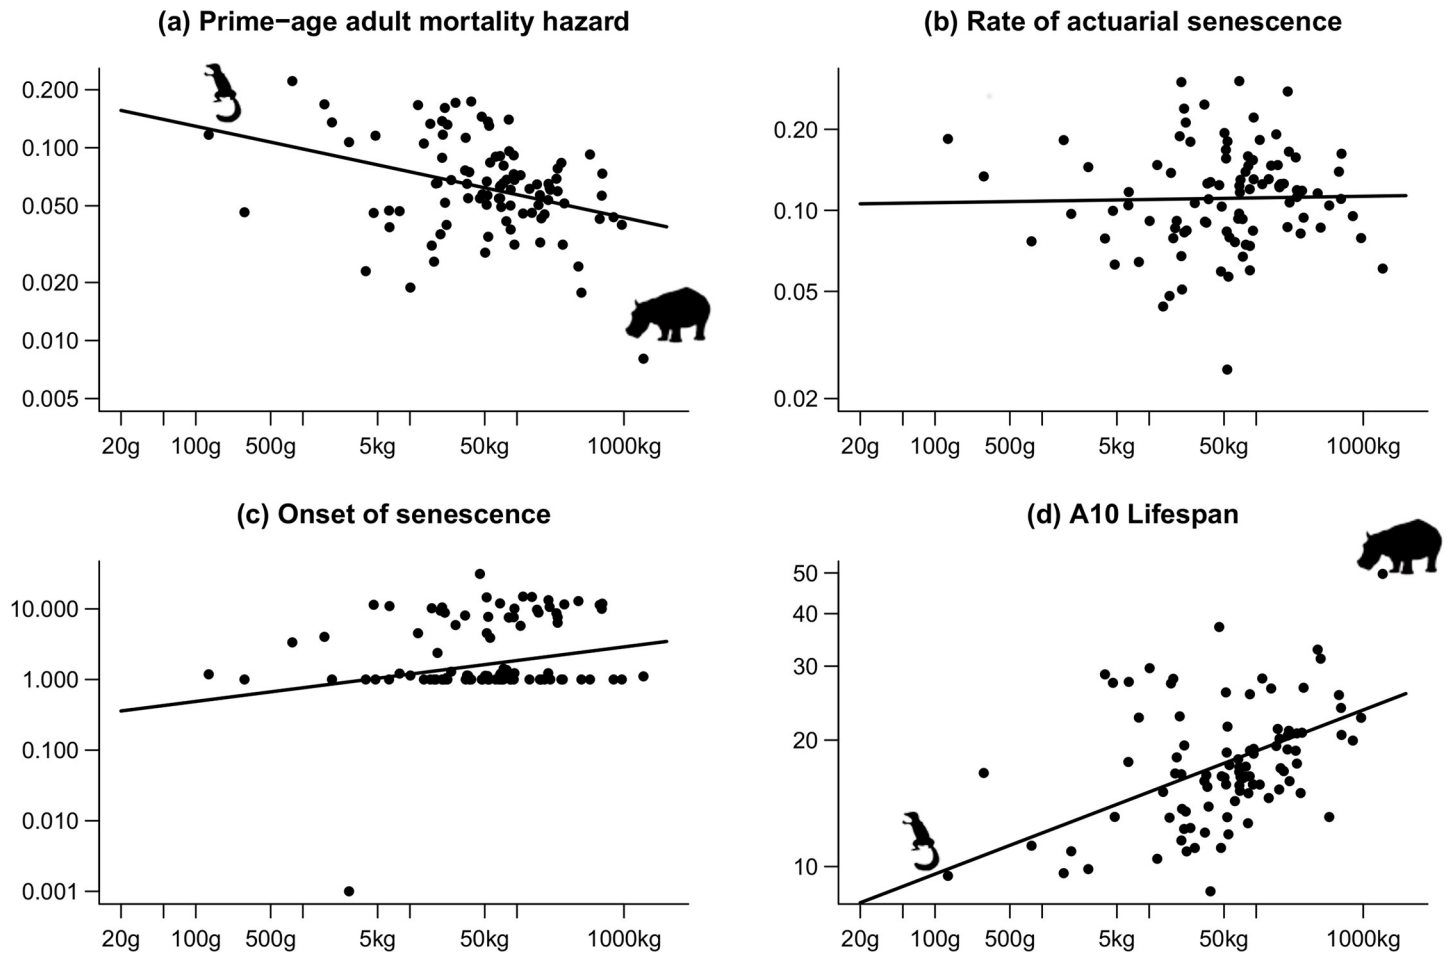 (a) Prime−age adult mortality hazard
0.200
0.100
0.050
0.020
0.010
0.005
20g 100g 500g 5kg 50kg 1000kg
(b) Rate of actuarial senescence
0.20
0.10
0.05
0.02
20g 100g 500g 5kg 50kg 1000kg
(c) Onset of senescence
10.000
1.000
0.100
0.010
0.001
20g 100g 500g 5kg 50kg 1000kg
(d) A10 Lifespan
50
40
30
20
10
20g 100g 500g 5kg 50kg 1000kg